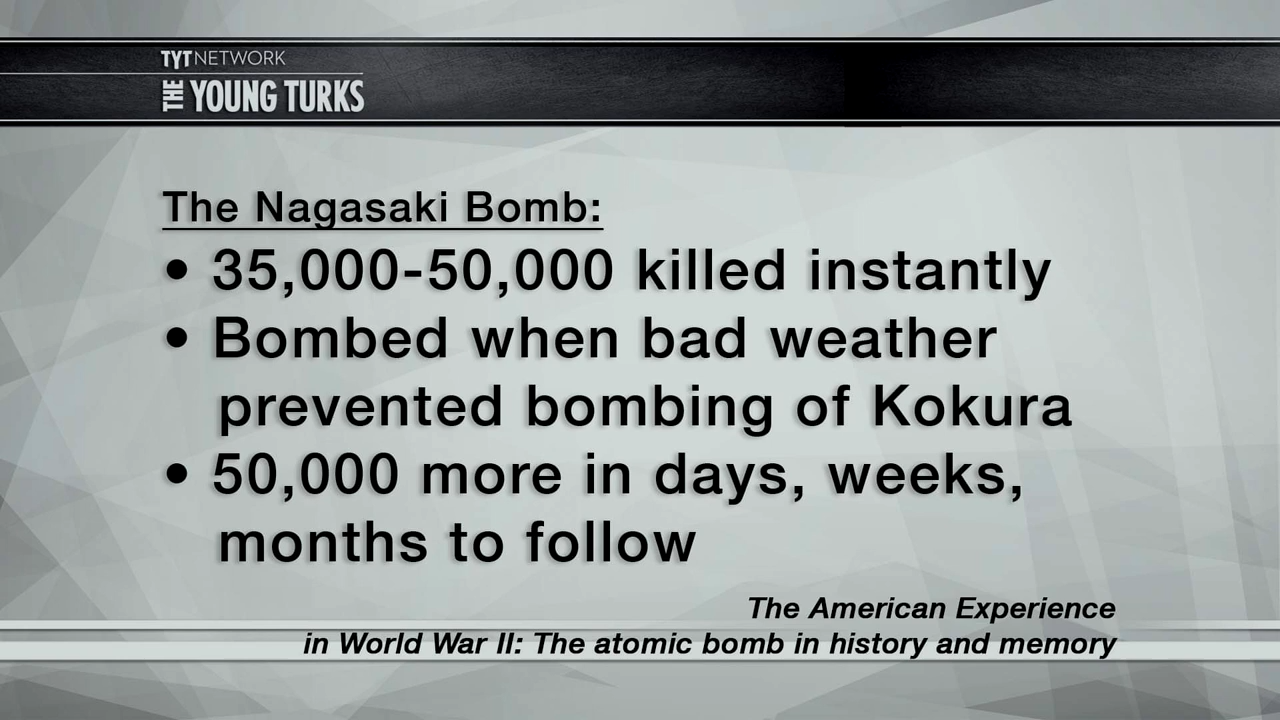 TYT NETWORK
THE YOUNG TURKS
The Nagasaki Bomb:
• 35,000-50,000 killed instantly
• Bombed when bad weather
prevented bombing of Kokura
• 50,000 more in days, weeks,
months to follow
The American Experience
in World War II: The atomic bomb in history and memory